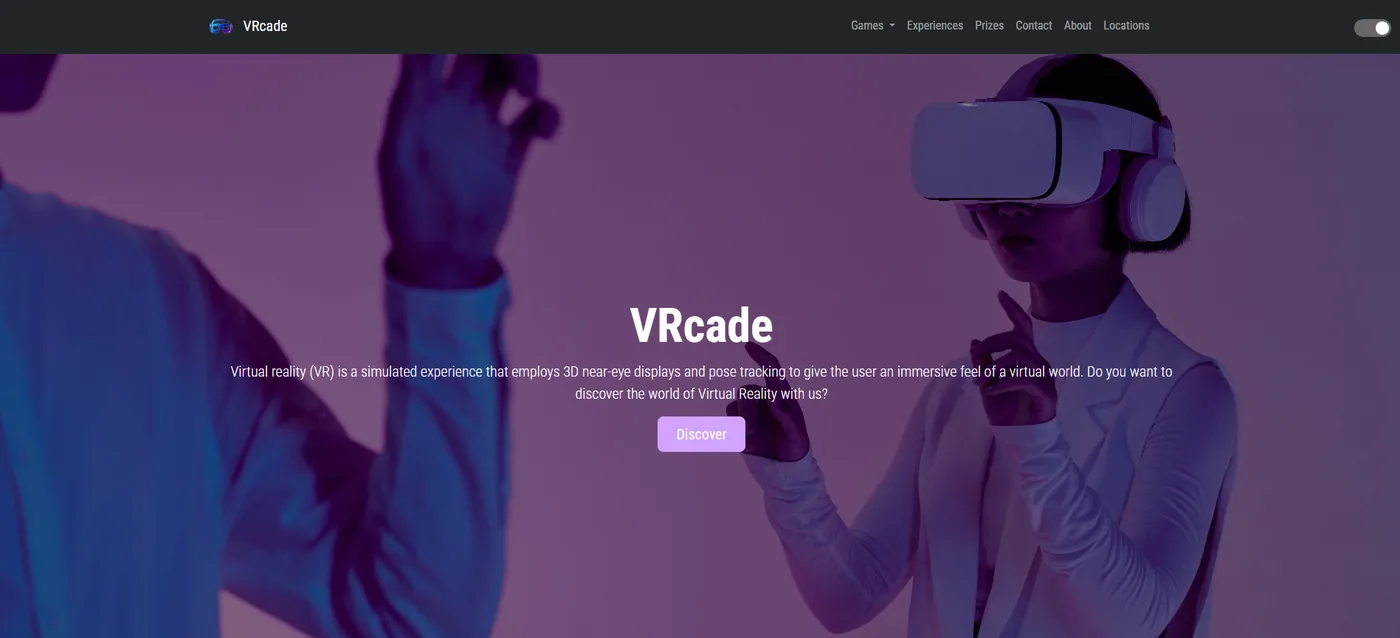 VRcade
Games Experiences Prizes Contact About Locations
VRcade
Virtual reality (VR) is a simulated experience that employs 3D near-eye displays and pose tracking to give the user an immersive feel of a virtual world. Do you want to
discover the world of Virtual Reality with us?
Discover